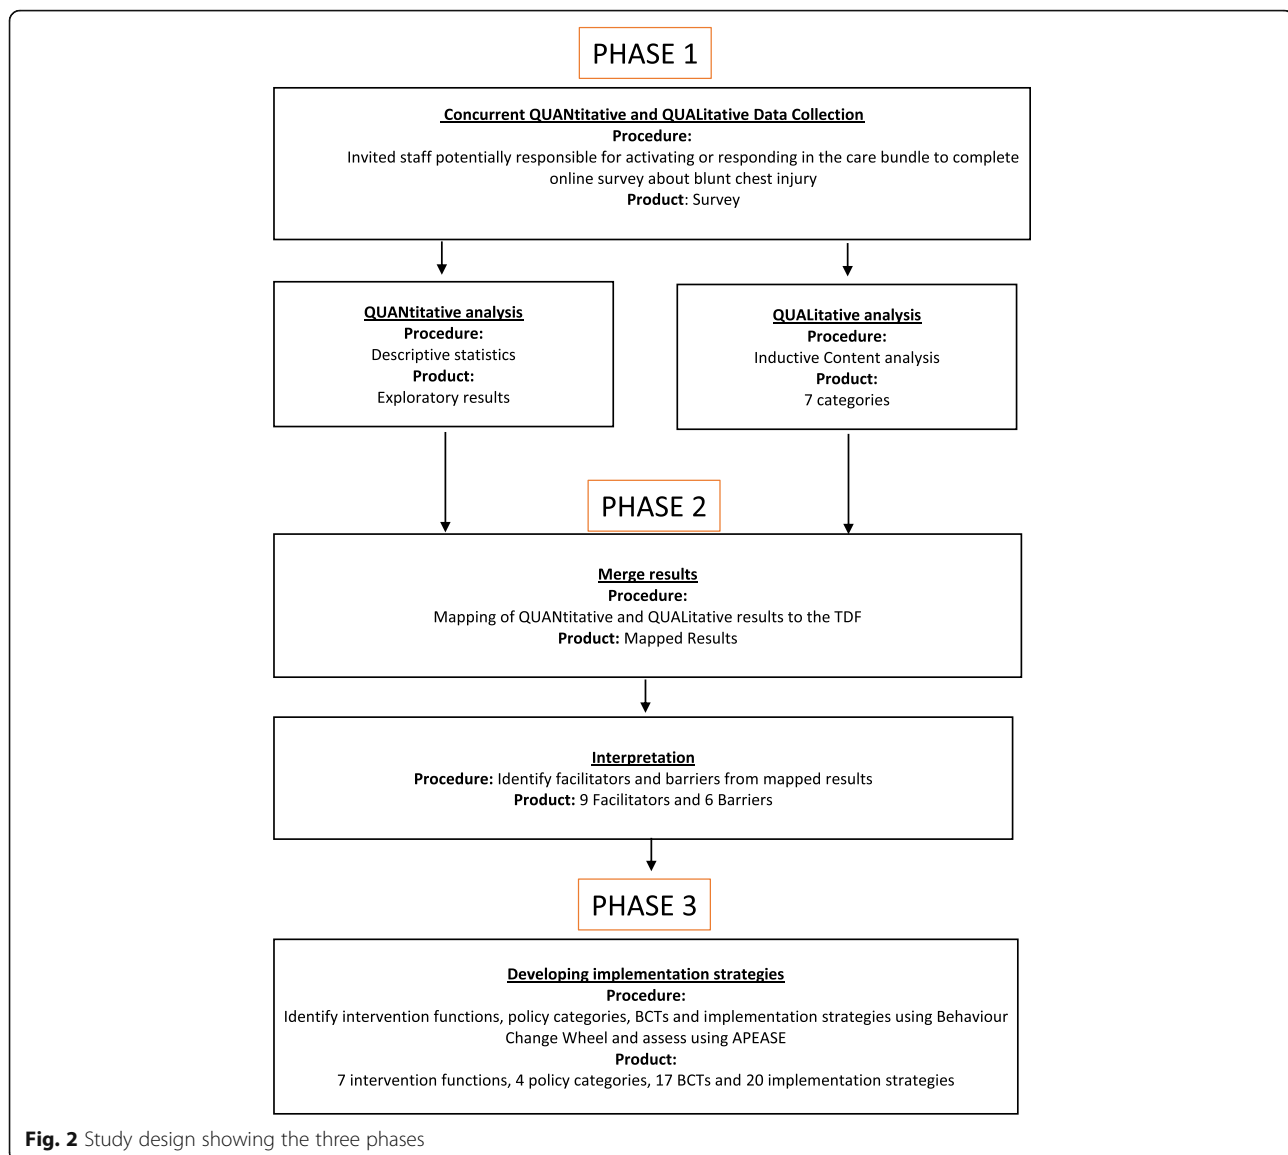 PHASE 1
Concurrent QUANtitative and QUALitative Data Collection
Procedure:
Invited staff potentially responsible for activating or responding in the care bundle to complete
online survey about blunt chest injury
Product: Survey
QUANtitative analysis
Procedure:
Descriptive statistics
Product:
Exploratory results
QUALitative analysis
Procedure:
Inductive Content analysis
Product:
7 categories
PHASE 2
Merge results
Procedure:
Mapping of QUANtitative and QUALitative results to the TDF
Product: Mapped Results
Interpretation
Procedure: Identify facilitators and barriers from mapped results
Product: 9 Facilitators and 6 Barriers
PHASE 3
Developing implementation strategies
Procedure:
Identify intervention functions, policy categories, BCTs and implementation strategies using Behaviour
Change Wheel and assess using APEASE
Product:
7 intervention functions, 4 policy categories, 17 BCTs and 20 implementation strategies
Fig. 2 Study design showing the three phases